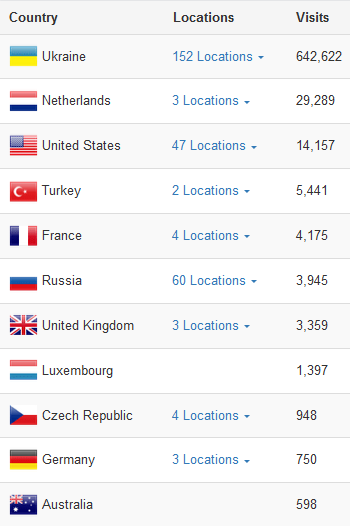 Country Locations Visits
Ukraine 152 Locations 642,622
Netherlands 3 Locations 29,289
United States 47 Locations 14,157
Turkey 2 Locations 5,441
France 4 Locations 4,175
Russia 60 Locations 3,945
United Kingdom 3 Locations 3,359
Luxembourg 1,397
Czech Republic 4 Locations 948
Germany 3 Locations 750
Australia 598